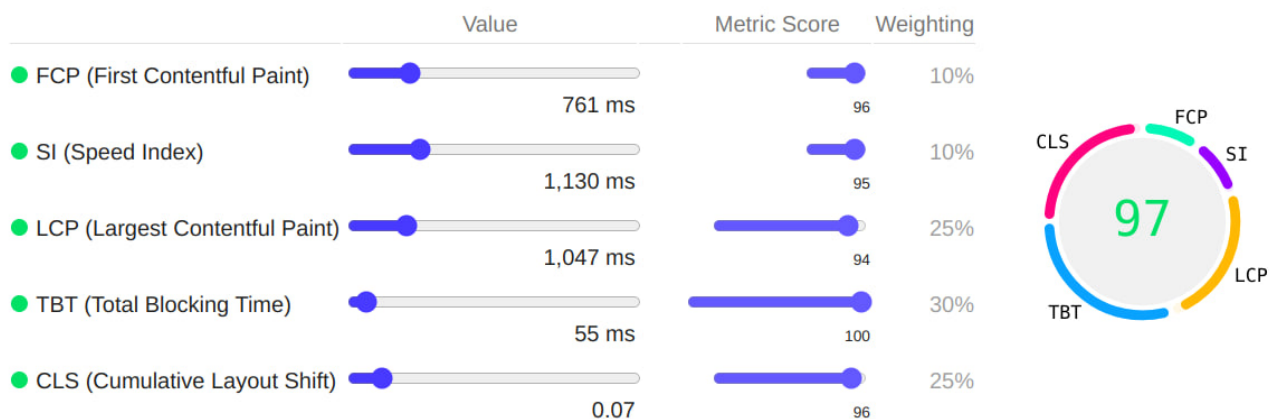 Value Metric Score Weighting
FCP (First Contentful Paint) 10%
761 ms 96
SI (Speed Index) 10%
1,130 ms 95
LCP (Largest Contentful Paint) 25%
1,047 ms 94
TBT (Total Blocking Time) 30%
55 ms 100
CLS (Cumulative Layout Shift) 25%
0.07 96
FCP
CLS
SI
97
LCP
TBT